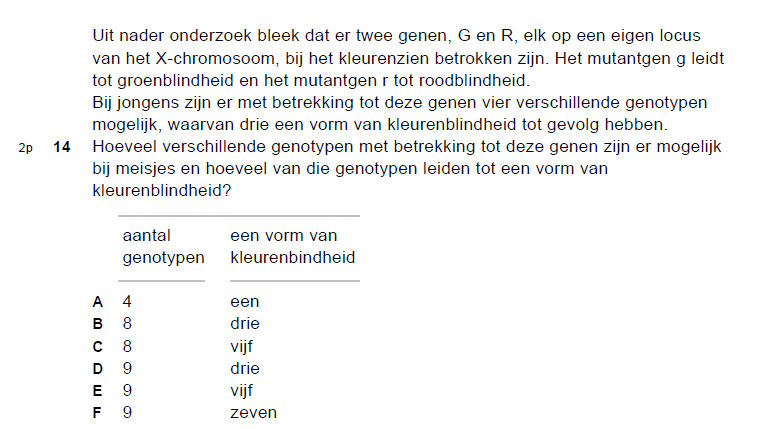 Uit nader onderzoek bleek dat er twee genen, G en R, elk op een eigen locus
van het X-chromosoom, bij het kleurenzien betrokken zijn. Het mutantgen g leidt
tot groenblindheid en het mutantgen r tot roodblindheid.
Bij jongens zijn er met betrekking tot deze genen vier verschillende genotypen
mogelijk, waarvan drie een vorm van kleurenblindheid tot gevolg hebben.
2p 14 Hoeveel verschillende genotypen met betrekking tot deze genen zijn er mogelijk
bij meisjes en hoeveel van die genotypen leiden tot een vorm van
kleurenblindheid?
aantal een vorm van
genotypen kleurenbindheid
A 4 een
B 8 drie
C 8 vijf
D 9 drie
E 9 vijf
F 9 zeven